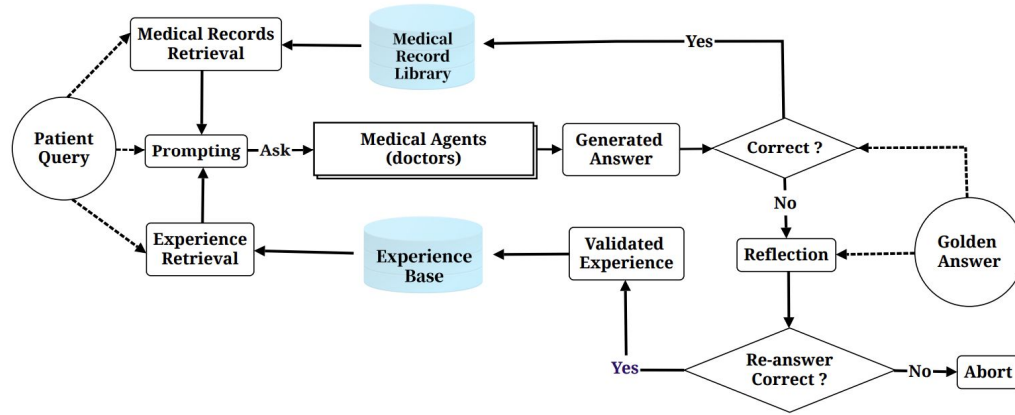 Medical Records
Retrieval
Medical
Record
Library
Yes
Patient
Query
Prompting
Ask
Medical Agents
(doctors)
Generated
Answer
Correct ?
No
Experience
Retrieval
Experience
Base
Validated
Experience
Reflection
Golden
Answer
Yes
Re-answer
Correct ?
No
Abort